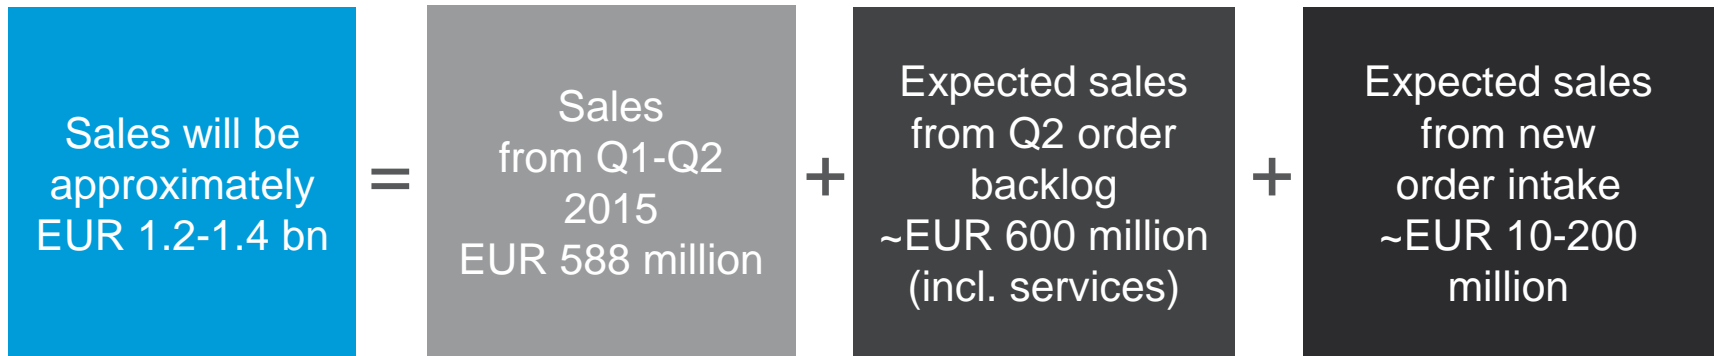 Sales will be
approximately
EUR 1.2-1.4 bn
=
Sales
from Q1-Q2
2015
EUR 588 million
+
Expected sales
from Q2 order
backlog
~EUR 600 million
(incl. services)
+
Expected sales
from new
order intake
~EUR 10-200
million